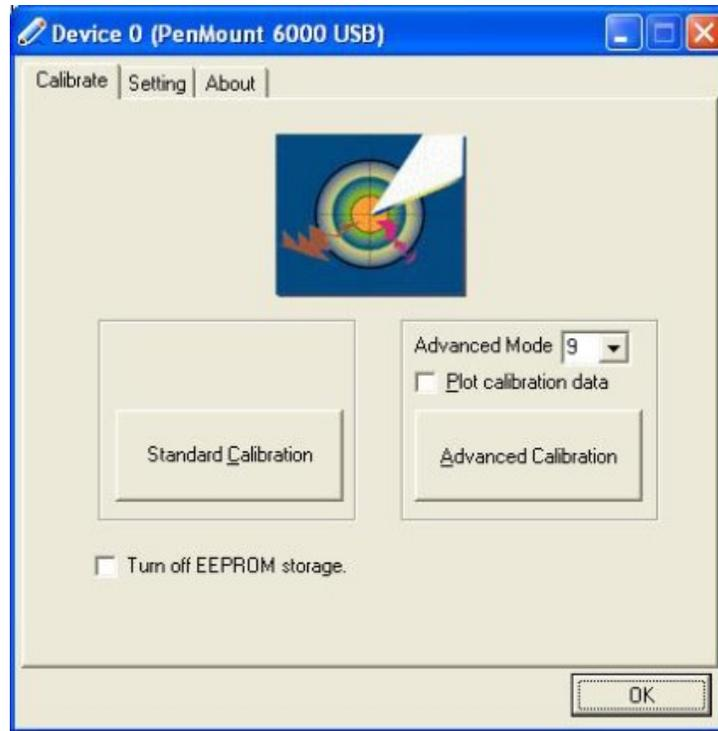 Device 0 (PenMount 6000 USB)
Calibrate Setting About
Advanced Mode 9
Plot calibration data
Standard Calibration
Advanced Calibration
Turn off EEPROM storage.
OK